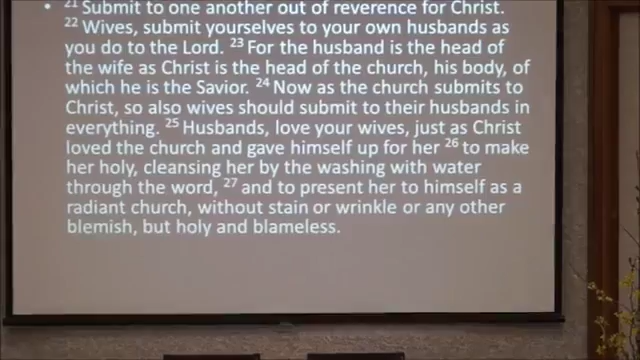 • 21 Submit to one another out of reverence for Christ.
22 Wives, submit yourselves to your own husbands as
you do to the Lord. 23 For the husband is the head of
the wife as Christ is the head of the church, his body, of
which he is the Savior. 24 Now as the church submits to
Christ, so also wives should submit to their husbands in
everything. 25 Husbands, love your wives, just as Christ
loved the church and gave himself up for her 26 to make
her holy, cleansing her by the washing with water
through the word, 27 and to present her to himself as a
radiant church, without stain or wrinkle or any other
blemish, but holy and blameless.